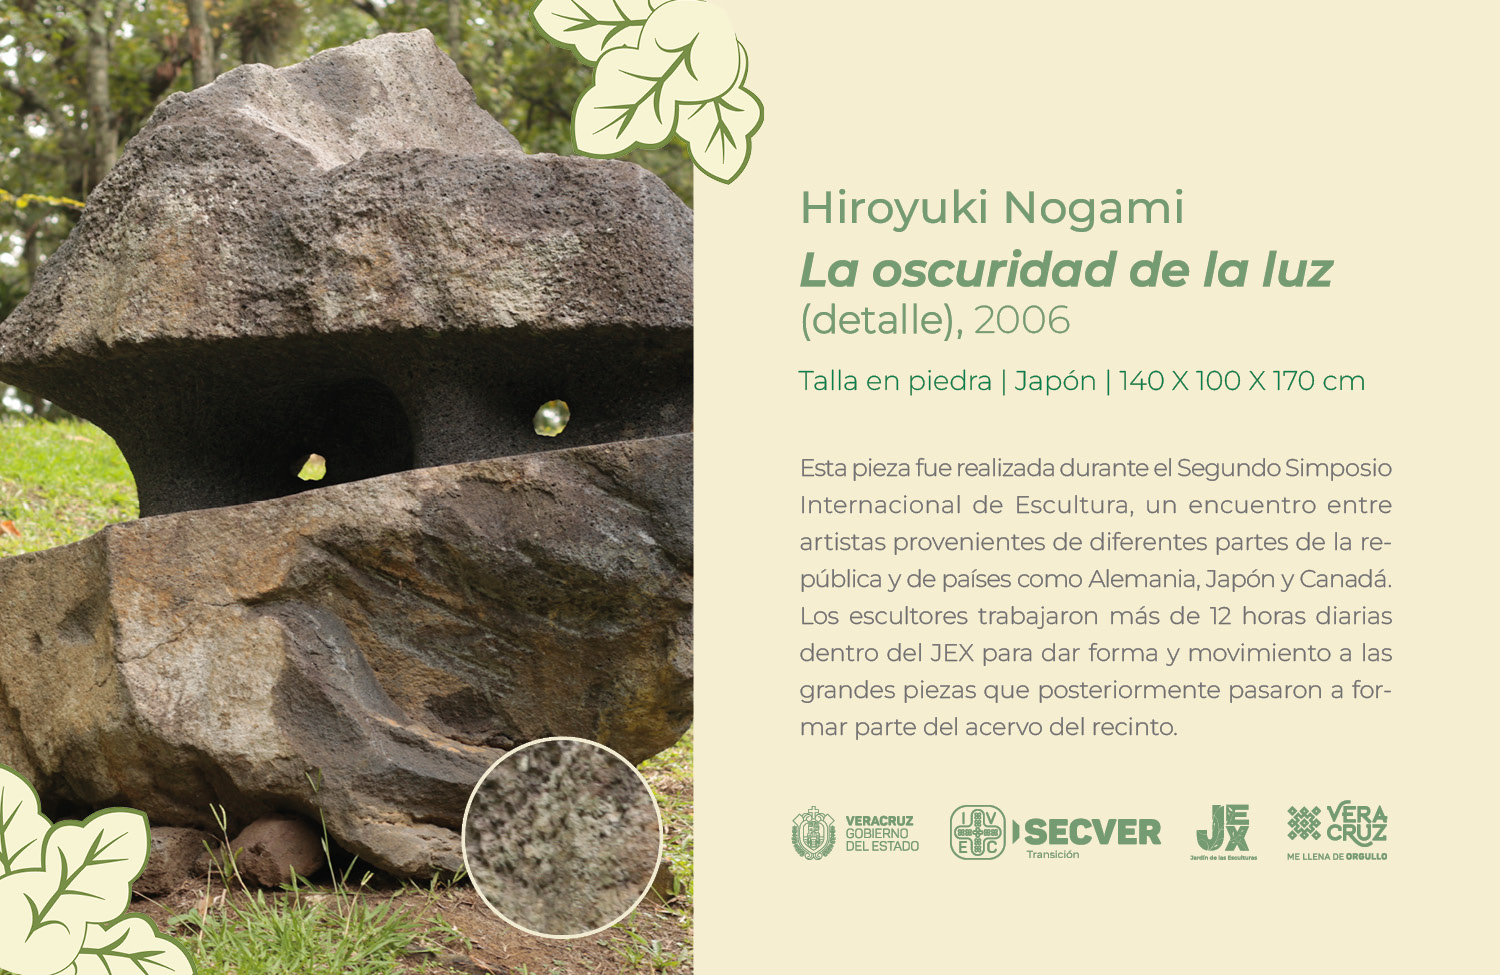 Hiroyuki Nogami
La oscuridad de la luz
(detalle), 2006
Talla en piedra | Japón | 140 X 100 X 170 cm
Esta pieza fue realizada durante el Segundo Simposio
Internacional de Escultura, un encuentro entre
artistas provenientes de diferentes partes de la re-
pública y de países como Alemania, Japón y Canadá.
Los escultores trabajaron más de 12 horas diarias
dentro del JEX para dar forma y movimiento a las
grandes piezas que posteriormente pasaron a for-
mar parte del acervo del recinto.
VERACRUZ
GOBIERNO
DEL ESTADO
I V
E C
SECVER
Transición
JEX
Jardín de las Esculturas
VERA
CRUZ
ME LLENA DE ORGULLO